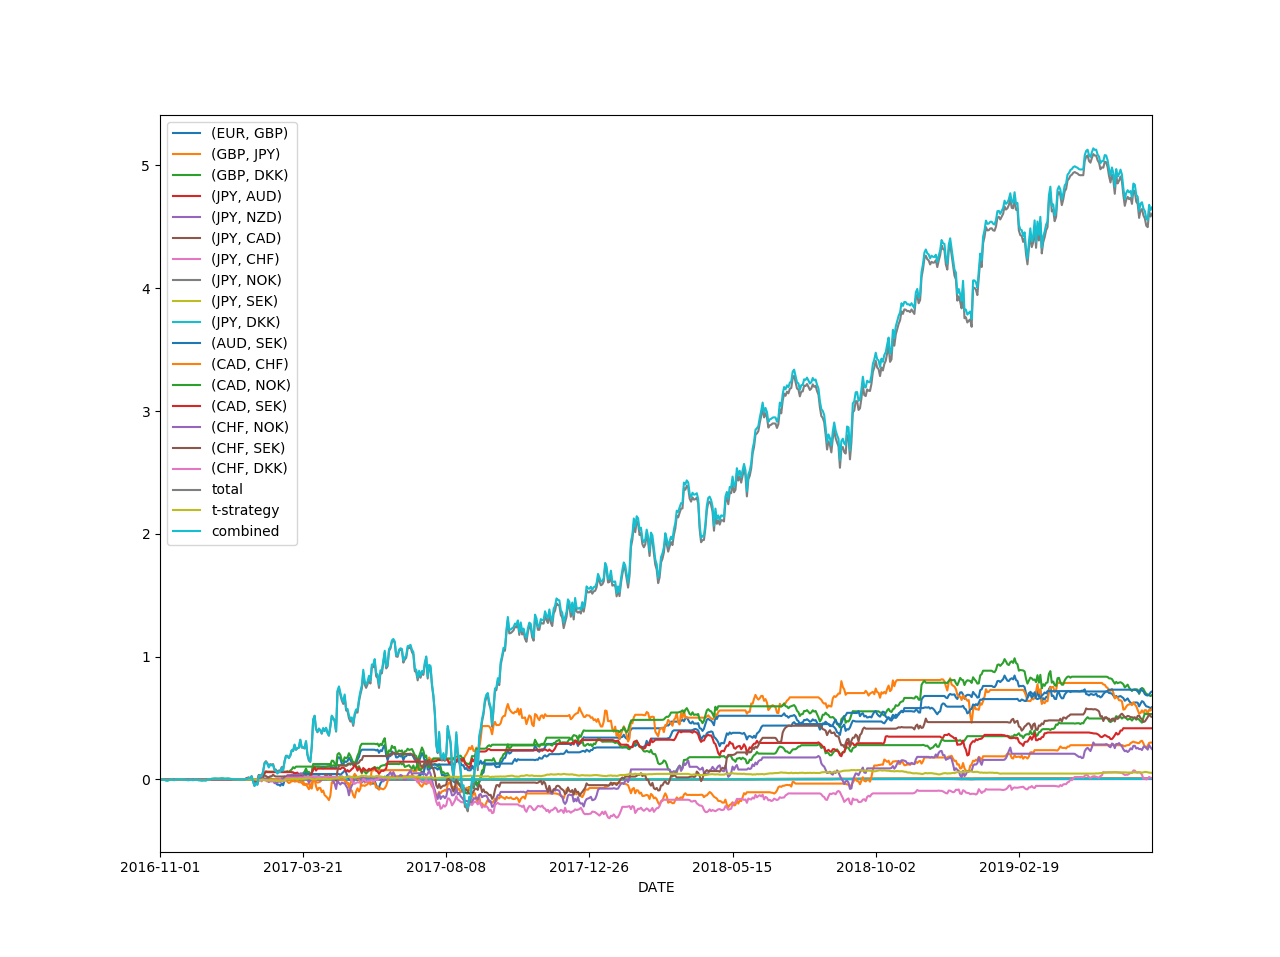 (EUR, GBP)
(GBP, JPY)
(GBP, DKK)
(JPY, AUD)
(JPY, NZD)
(JPY, CAD)
(JPY, CHF)
(JPY, NOK)
(JPY, SEK)
(JPY, DKK)
(AUD, SEK)
(CAD, CHF)
(CAD, NOK)
(CAD, SEK)
(CHF, NOK)
(CHF, SEK)
(CHF, DKK)
total
t-strategy
combined
5
4
3
2
1
0
2016-11-01 2017-03-21 2017-08-08 2017-12-26 2018-05-15 2018-10-02 2019-02-19
DATE